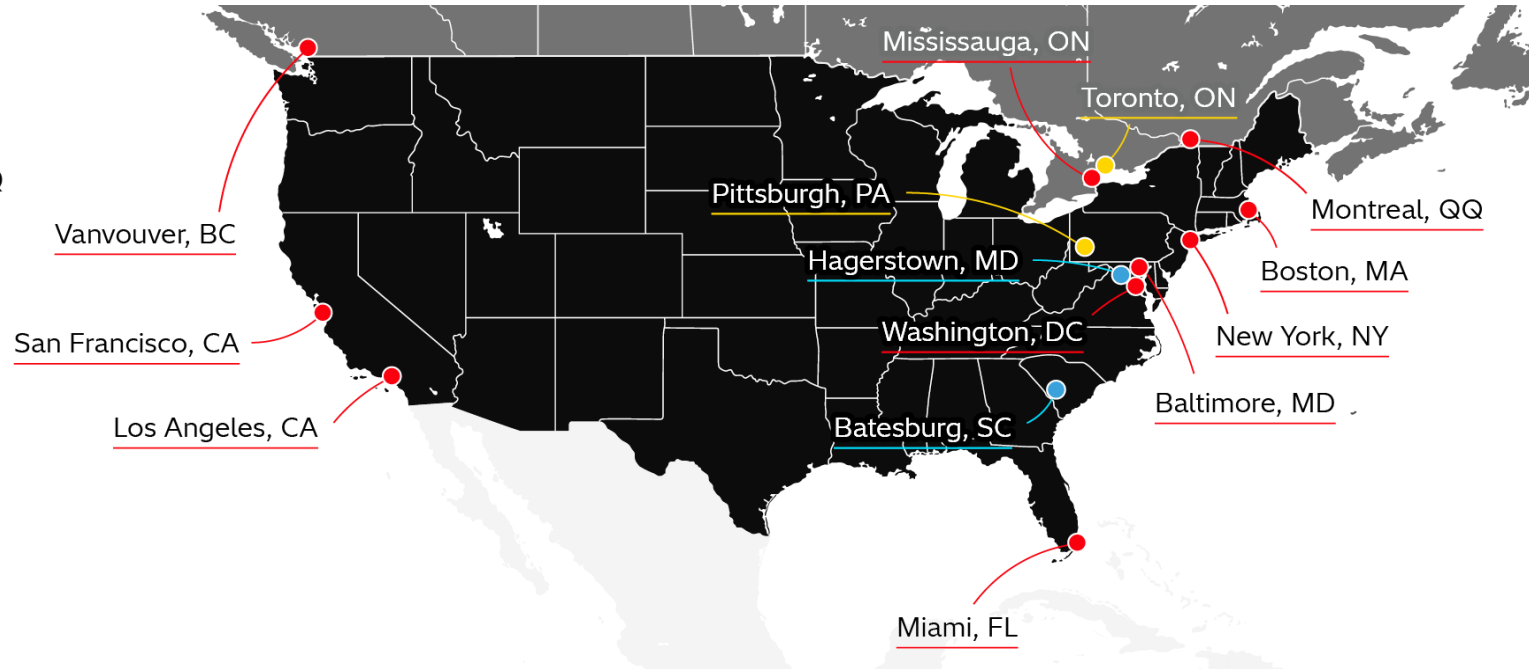 Mississauga, ON
Toronto, ON
Pittsburgh, PA
Montreal, QQ
Vanvouver, BC
Hagerstown, MD
Boston, MA
Washington, DC
New York, NY
San Francisco, CA
Baltimore, MD
Los Angeles, CA
Batesburg, SC
Miami, FL